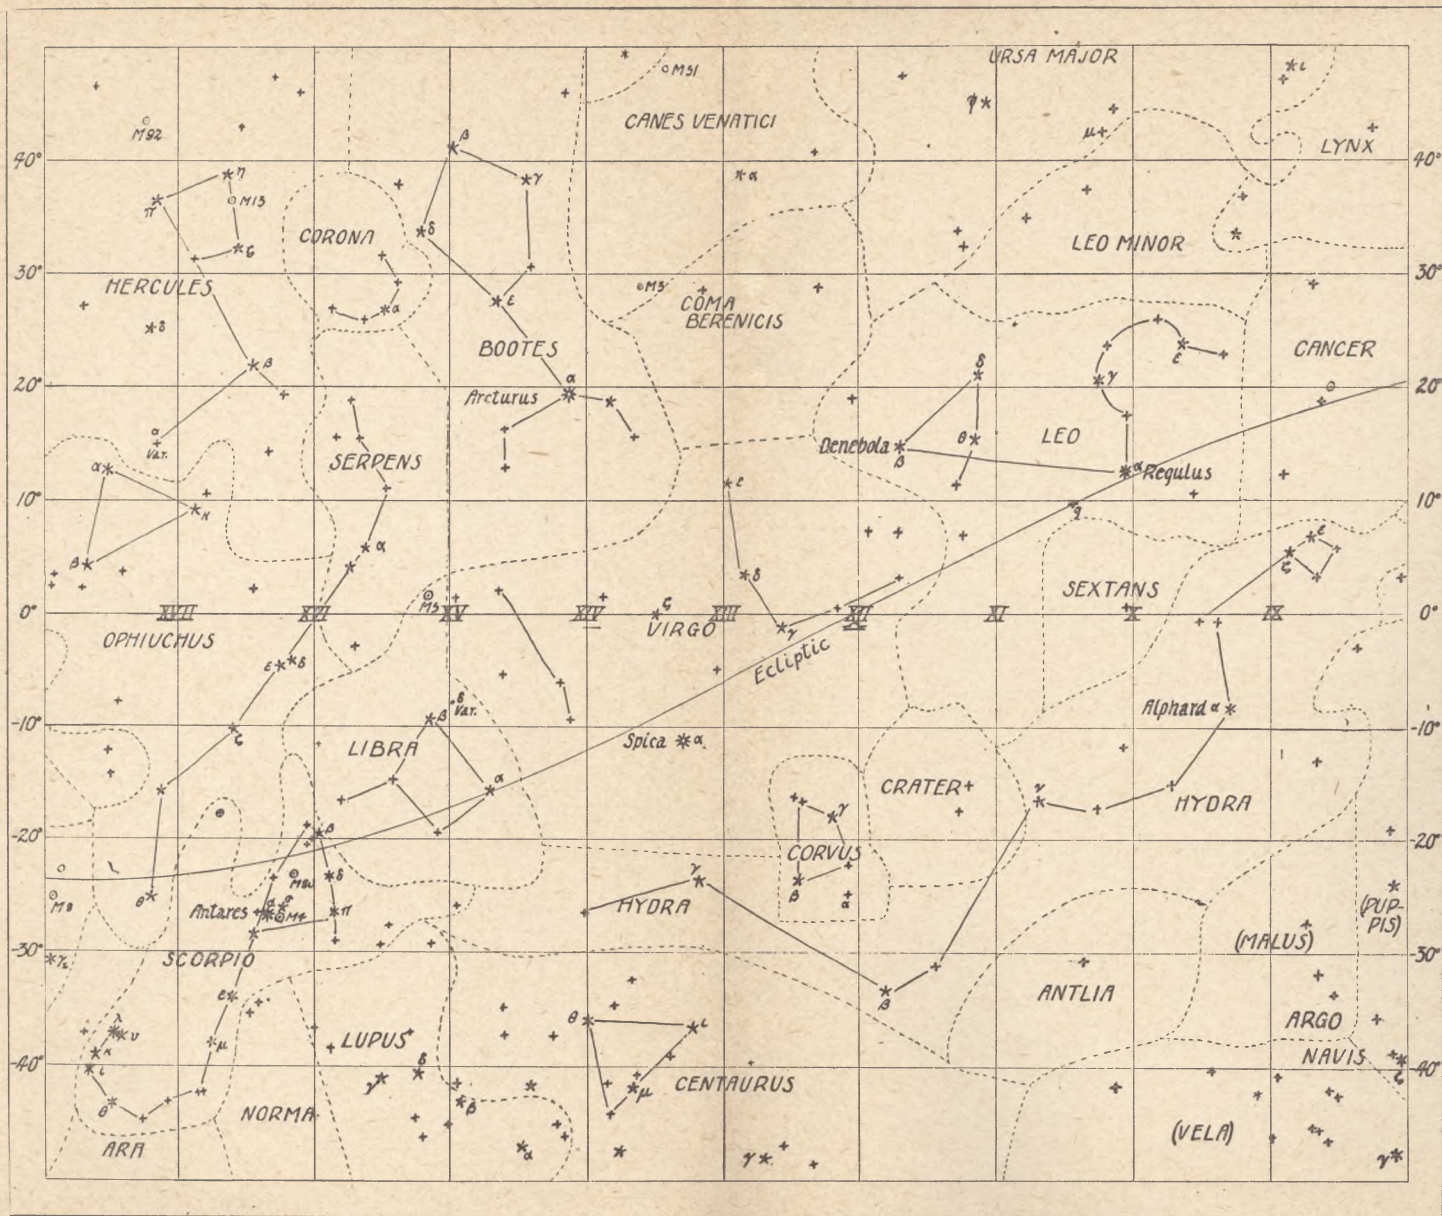 URSA MAJOR
M51
ι
φ
CANES VENATICI
M92
β
μ
LYNX
40°
40°
η
γ
α
π
M13
δ
CORONA
ζ
LEO MINOR
30°
30°
HERCULES
ε
M3
COMA
BERENICIS
α
δ
BOOTES
CANCER
β
δ
ε
α
γ
20°
20°
Arcturus
α
Var.
θ
LEO
Denebola
β
SERPENS
α
α
Regulus
ε
κ
10°
10°
ρ
ε
α
ζ
β
δ
SEXTANS
M5
XVII
XVI
XV
XIV
ζ
XIII
XII
XI
X
IX
0°
0°
VIRGO
γ
OPHIUCHUS
Ecliptic
ε
δ
δ
Var.
β
Alphard α
-10°
-10°
ζ
Spica
α
LIBRA
α
CRATER
ν
HYDRA
γ
-20°
-20°
β
CORVUS
γ
M80
δ
β
α
θ
M8
Antares
α
σ
M4
π
HYDRA
(PUP-
PIS)
(MALUS)
-30°
-30°
γ₂
SCORPIO
ε
β
ANTLIA
θ
ι
ARGO
λ
υ
μ
LUPUS
NAVIS
κ
-40°
-40°
ι
δ
γ
CENTAURUS
ζ
μ
θ
β
NORMA
(VELA)
ARA
α
γ
γ